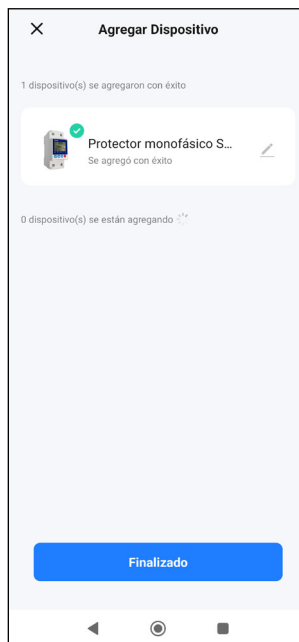 Agregar Dispositivo
1 dispositivo(s) se agregaron con éxito
Protector monofásico S...
Se agregó con éxito
0 dispositivo(s) se están agregando
Finalizado